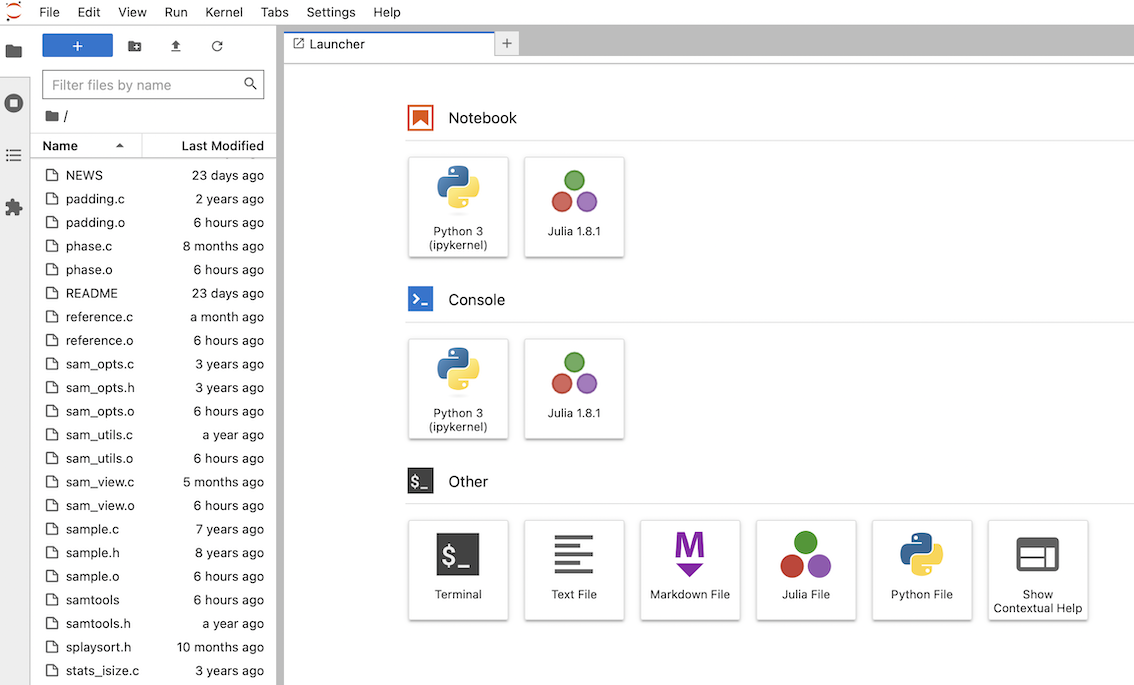 File Edit View Run Kernel Tabs Settings Help
+
Launcher
+
Filter files by name
/
Name Last Modified
NEWS 23 days ago
padding.c 2 years ago
padding.o 6 hours ago
phase.c 8 months ago
phase.o 6 hours ago
README 23 days ago
reference.c a month ago
reference.o 6 hours ago
sam_opts.c 3 years ago
sam_opts.h 3 years ago
sam_opts.o 6 hours ago
sam_utils.c a year ago
sam_utils.o 6 hours ago
sam_view.c 5 months ago
sam_view.o 6 hours ago
sample.c 7 years ago
sample.h 8 years ago
sample.o 6 hours ago
samtools 6 hours ago
samtools.h a year ago
splaysort.h 10 months ago
stats_isize.c 3 years ago
Notebook
Python 3
(ipykernel)
Julia 1.8.1
>_ Console
Python 3
(ipykernel)
Julia 1.8.1
$_ Other
$_
Terminal
Text File
M
Markdown File
Julia File
Python File
Show
Contextual Help